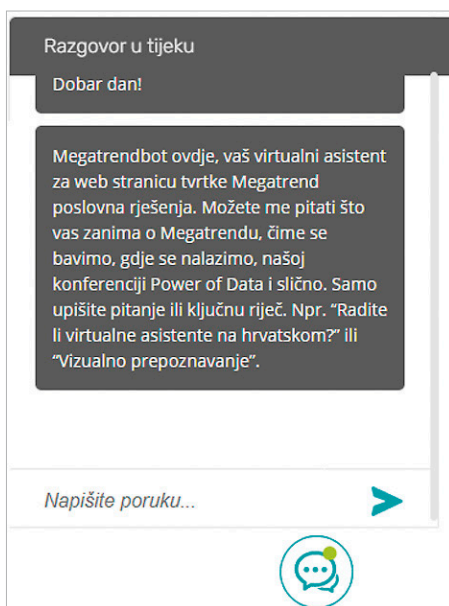 Razgovor u tijeku
Dobar dan!
Megatrendbot ovdje, vaš virtualni asistent
za web stranicu tvrtke Megatrend
poslovna rješenja. Možete me pitati što
vas zanima o Megatrendu, čime se
bavimo, gdje se nalazimo, našoj
konferenciji Power of Data i slično. Samo
upišite pitanje ili ključnu riječ. Npr. “Radite
li virtualne asistente na hrvatskom?” ili
“Vizualno prepoznavanje”.
Napišite poruku...